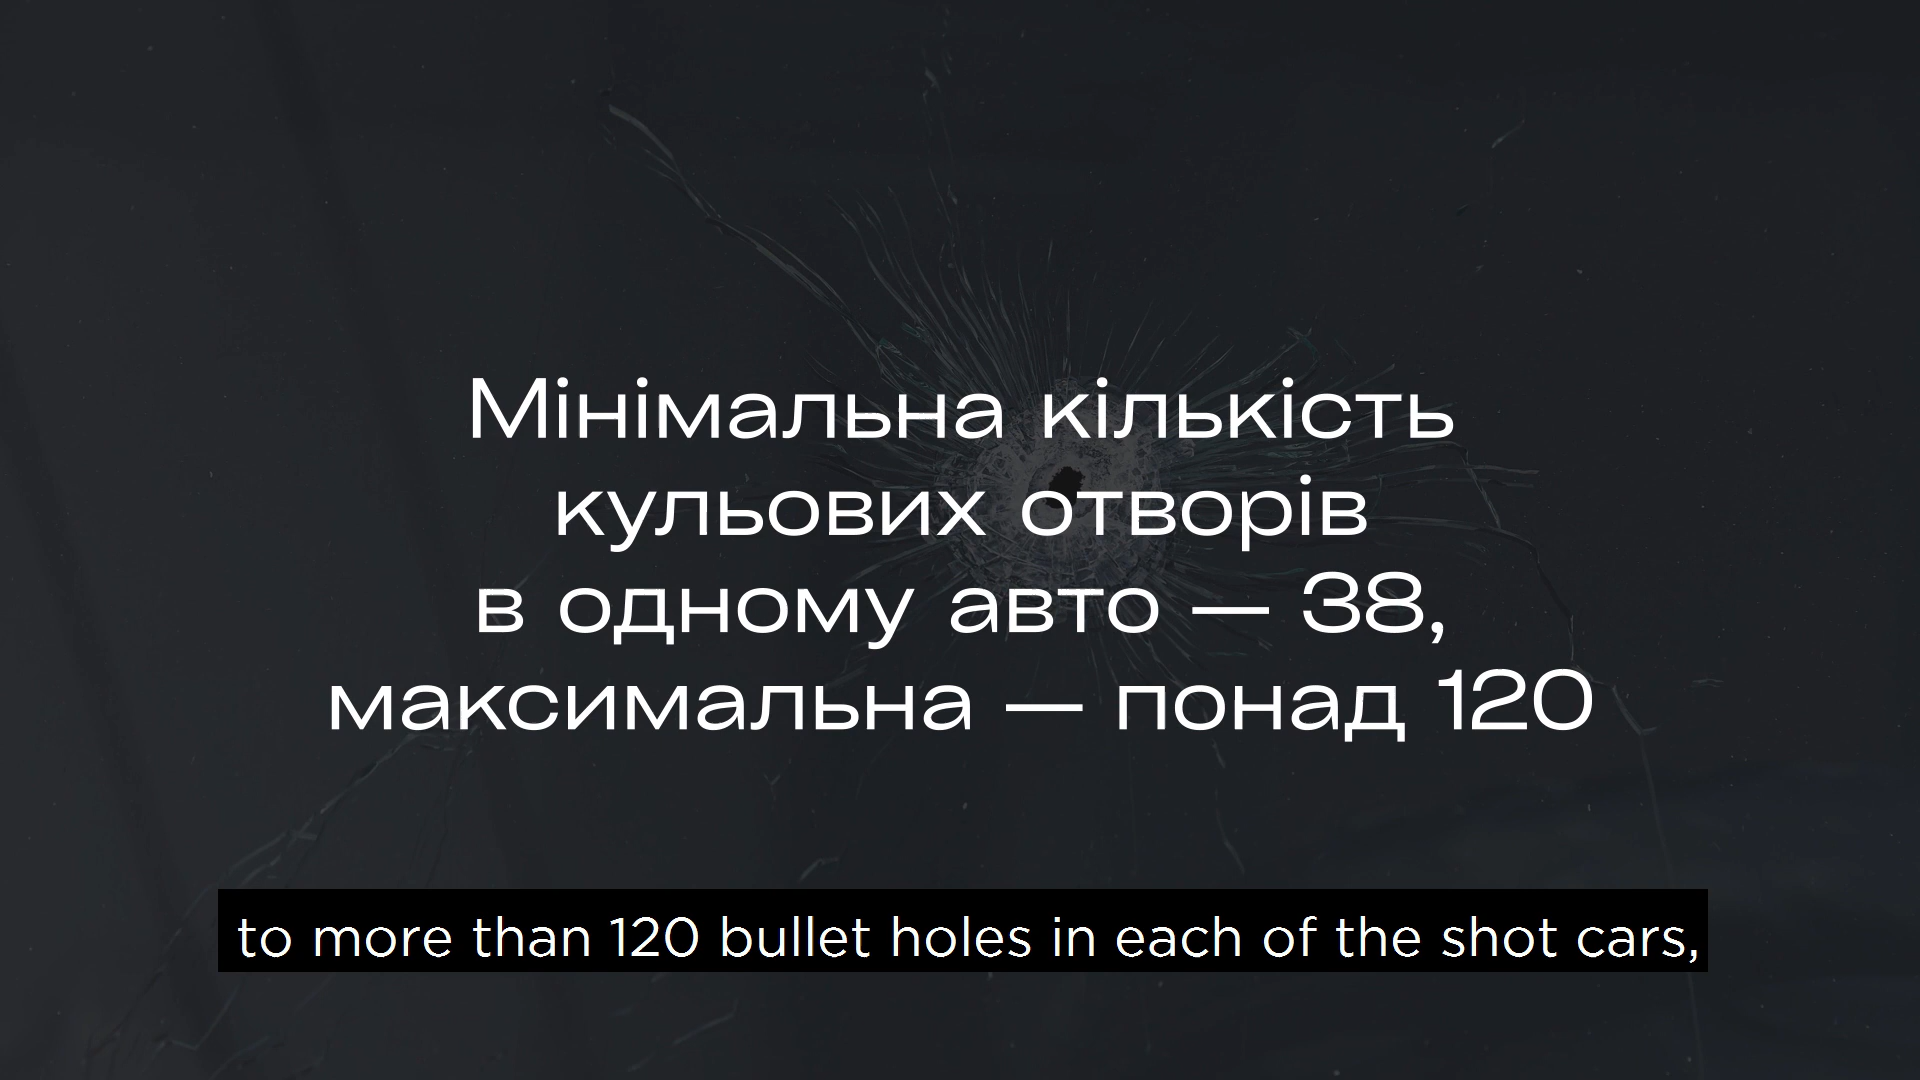 Мінімальна кількість
кульових отворів
в одному авто — 38,
максимальна — понад 120
to more than 120 bullet holes in each of the shot cars,